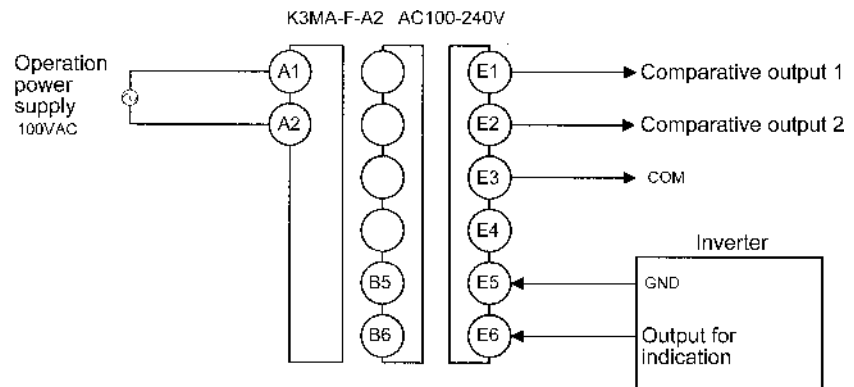 K3MA-F-A2 AC100-240V
Operation
power
supply
100VAC
A1
A2
B5
B6
E1
E2
E3
E4
E5
E6
Comparative output 1
Comparative output 2
COM
Inverter
GND
Output for
indication